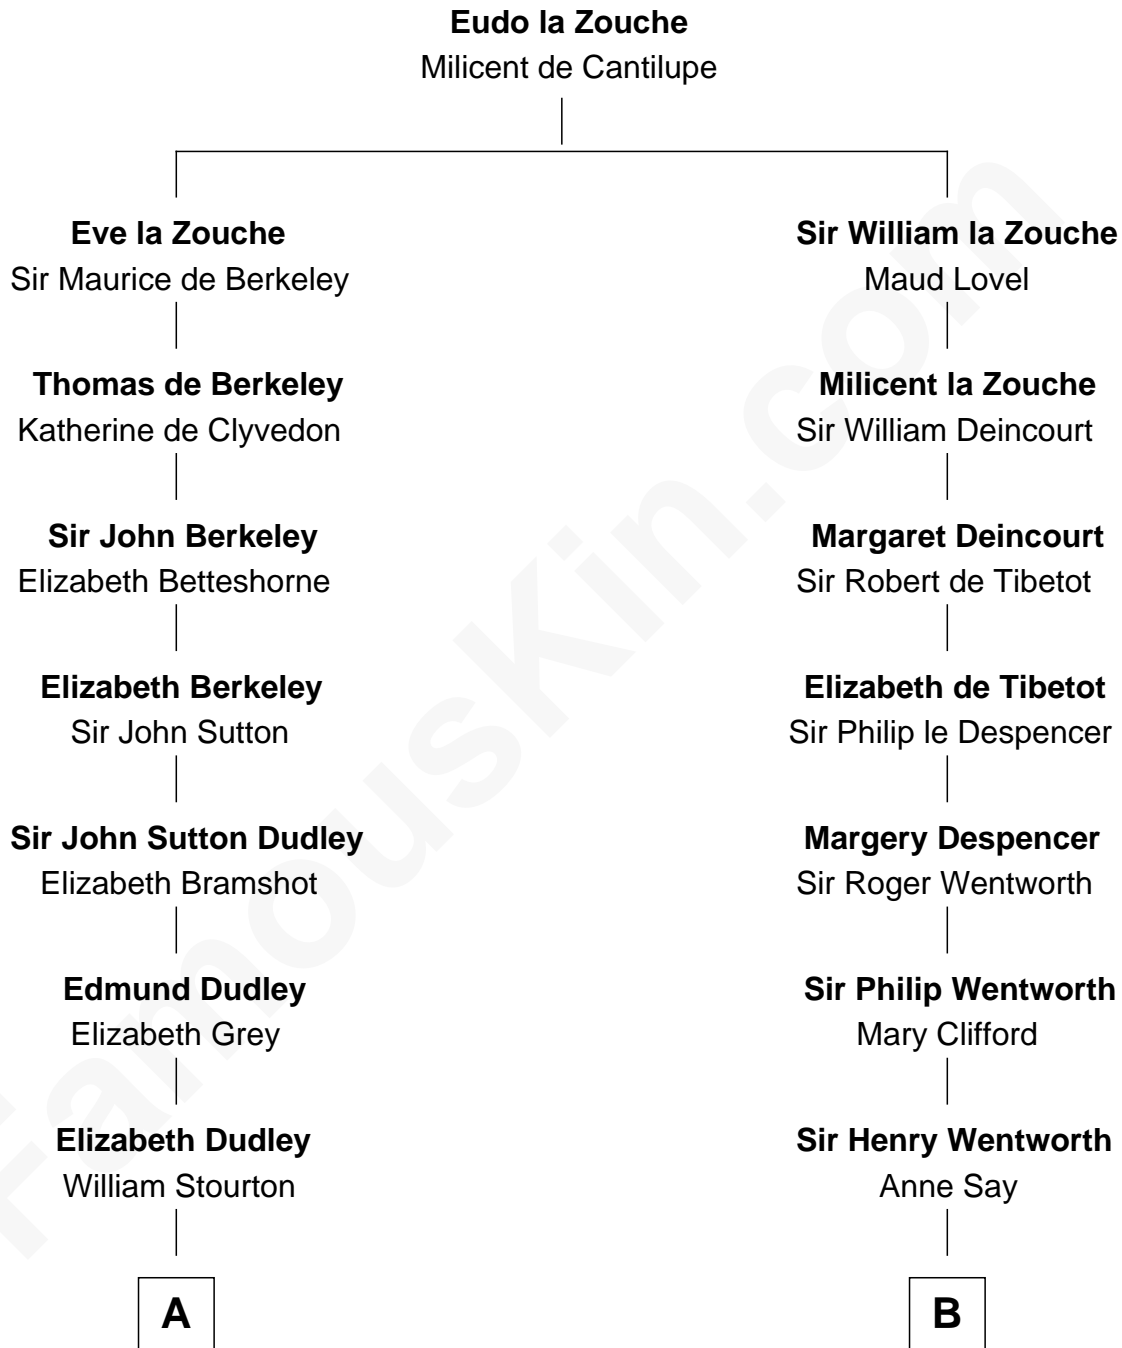 Eudo la Zouche
Milicent de Cantilupe
Eve la Zouche
Sir Maurice de Berkeley
Sir William la Zouche
Maud Lovel
Thomas de Berkeley
Katherine de Clyvedon
Milicent la Zouche
Sir William Deincourt
Sir John Berkeley
Elizabeth Betteshorne
Margaret Deincourt
Sir Robert de Tibetot
Elizabeth Berkeley
Sir John Sutton
Elizabeth de Tibetot
Sir Philip le Despencer
Sir John Sutton Dudley
Elizabeth Bramshot
Margery Despencer
Sir Roger Wentworth
Edmund Dudley
Elizabeth Grey
Sir Philip Wentworth
Mary Clifford
Elizabeth Dudley
William Stourton
Sir Henry Wentworth
Anne Say
A
B
FamousKin.com